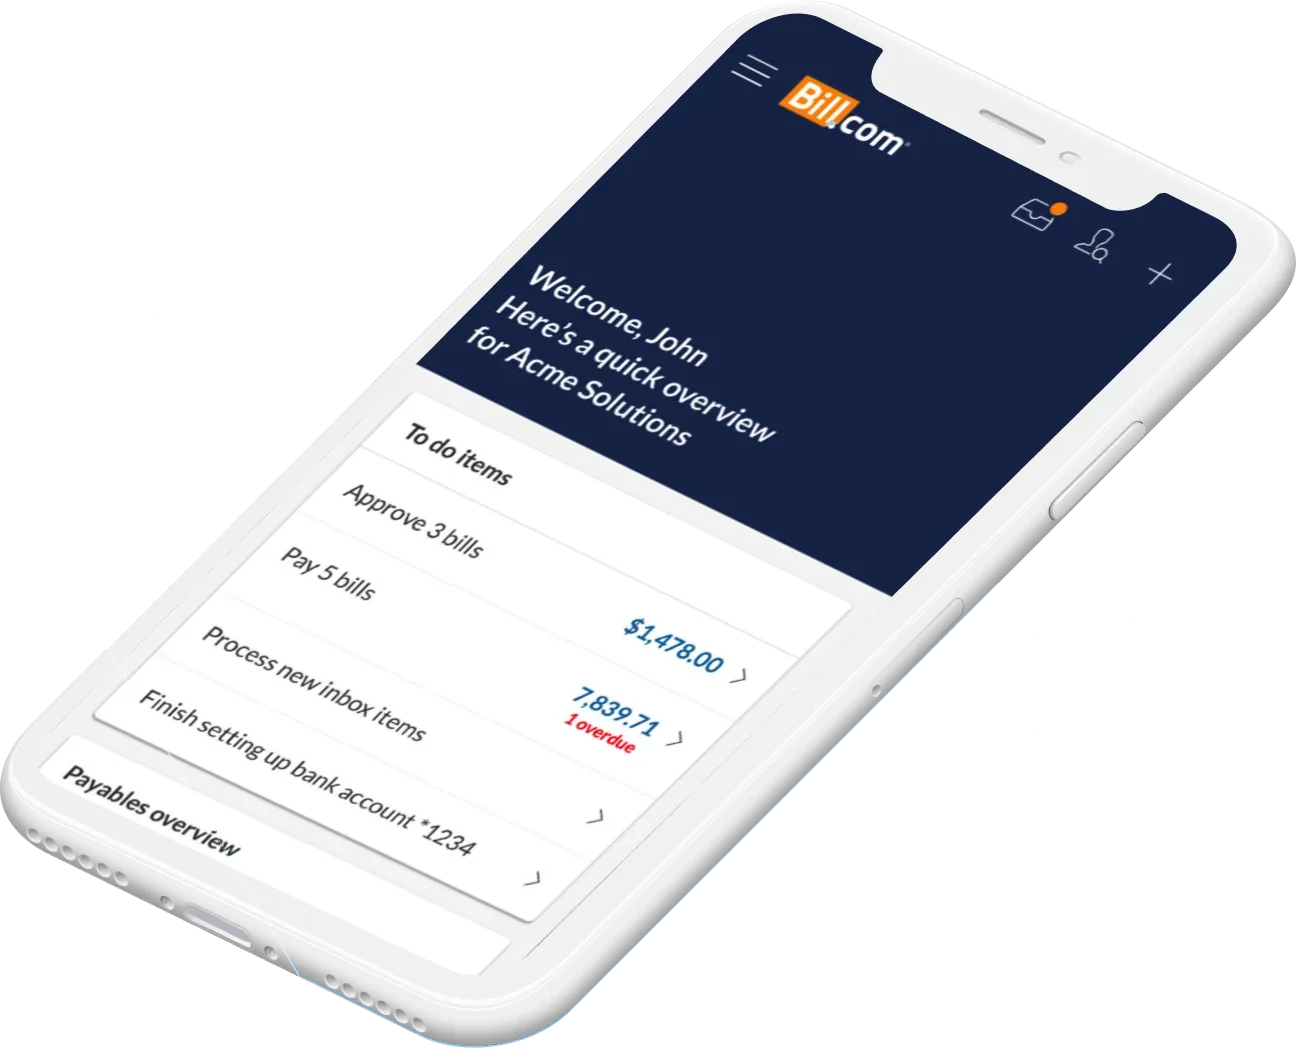 Bill.com
Welcome, John
Here's a quick overview
for Acme Solutions
To do items
Approve 3 bills
$1,478.00
Pay 5 bills
7,839.71
1 overdue
Process new inbox items
Finish setting up bank account *1234
Payables overview